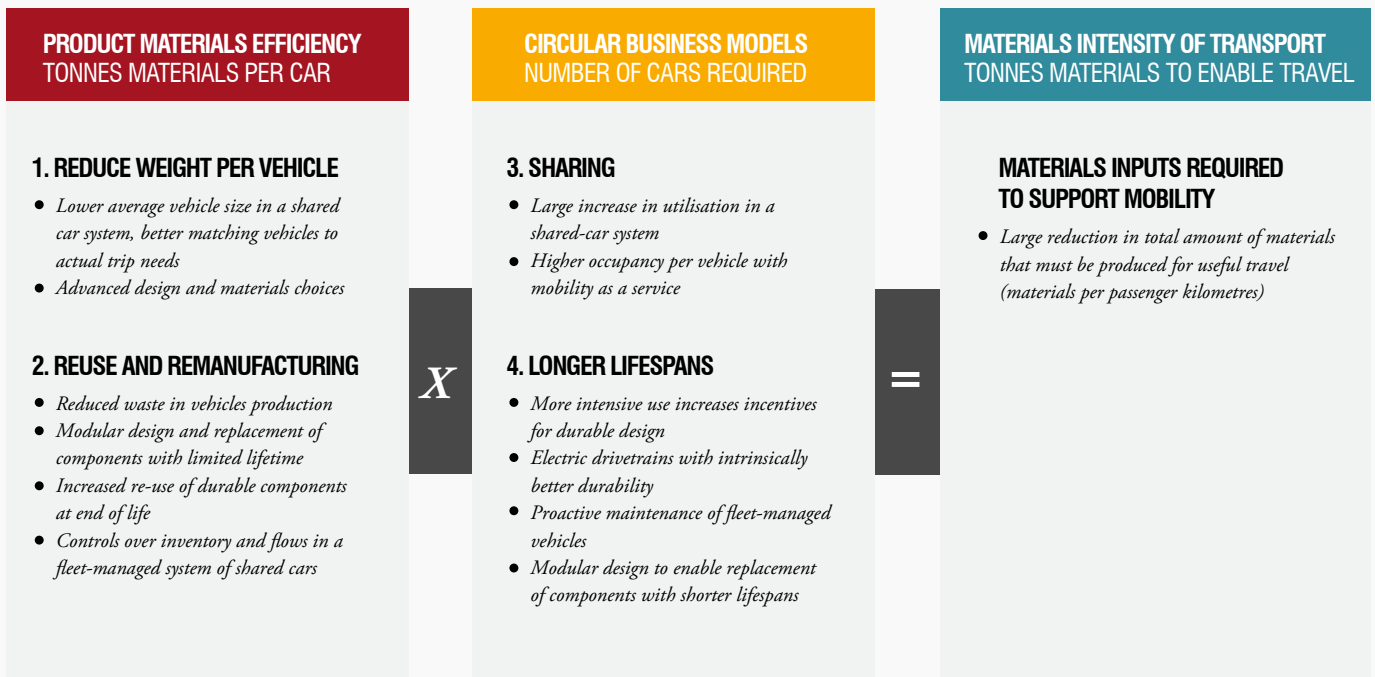 PRODUCT MATERIALS EFFICIENCY
TONNES MATERIALS PER CAR
1. REDUCE WEIGHT PER VEHICLE
• Lower average vehicle size in a shared
car system, better matching vehicles to
actual trip needs
• Advanced design and materials choices
2. REUSE AND REMANUFACTURING
• Reduced waste in vehicles production
• Modular design and replacement of
components with limited lifetime
• Increased re-use of durable components
at end of life
• Controls over inventory and flows in a
fleet-managed system of shared cars
X
CIRCULAR BUSINESS MODELS
NUMBER OF CARS REQUIRED
3. SHARING
• Large increase in utilisation in a
shared-car system
• Higher occupancy per vehicle with
mobility as a service
4. LONGER LIFESPANS
• More intensive use increases incentives
for durable design
• Electric drivetrains with intrinsically
better durability
• Proactive maintenance of fleet-managed
vehicles
• Modular design to enable replacement
of components with shorter lifespans
=
MATERIALS INTENSITY OF TRANSPORT
TONNES MATERIALS TO ENABLE TRAVEL
MATERIALS INPUTS REQUIRED
TO SUPPORT MOBILITY
• Large reduction in total amount of materials
that must be produced for useful travel
(materials per passenger kilometres)